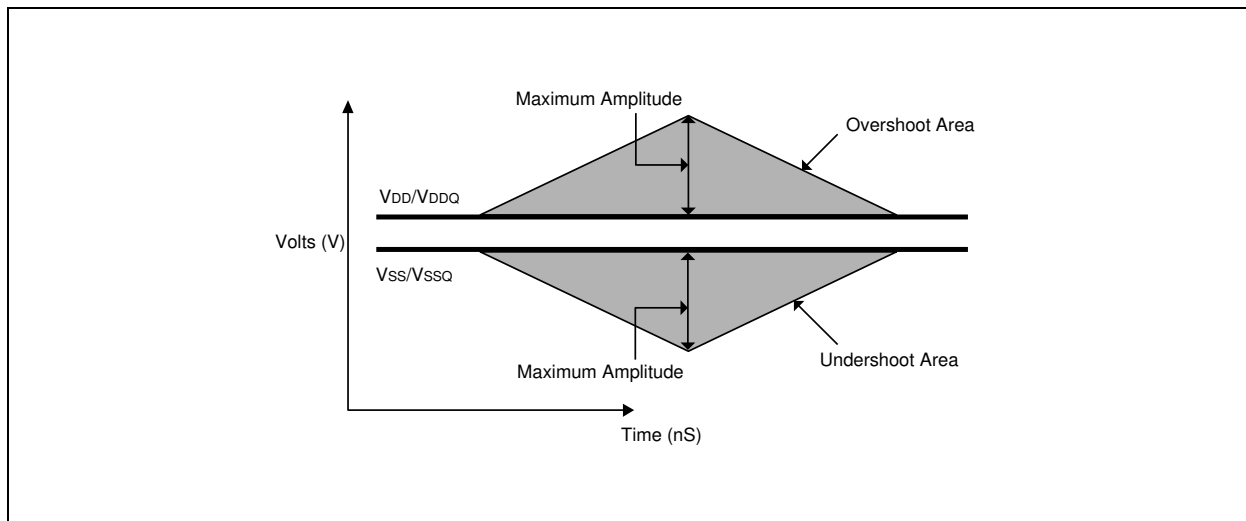 Maximum Amplitude
Overshoot Area
VDD/VDDQ
Volts (V)
VSS/VSSQ
Maximum Amplitude
Undershoot Area
Time (nS)